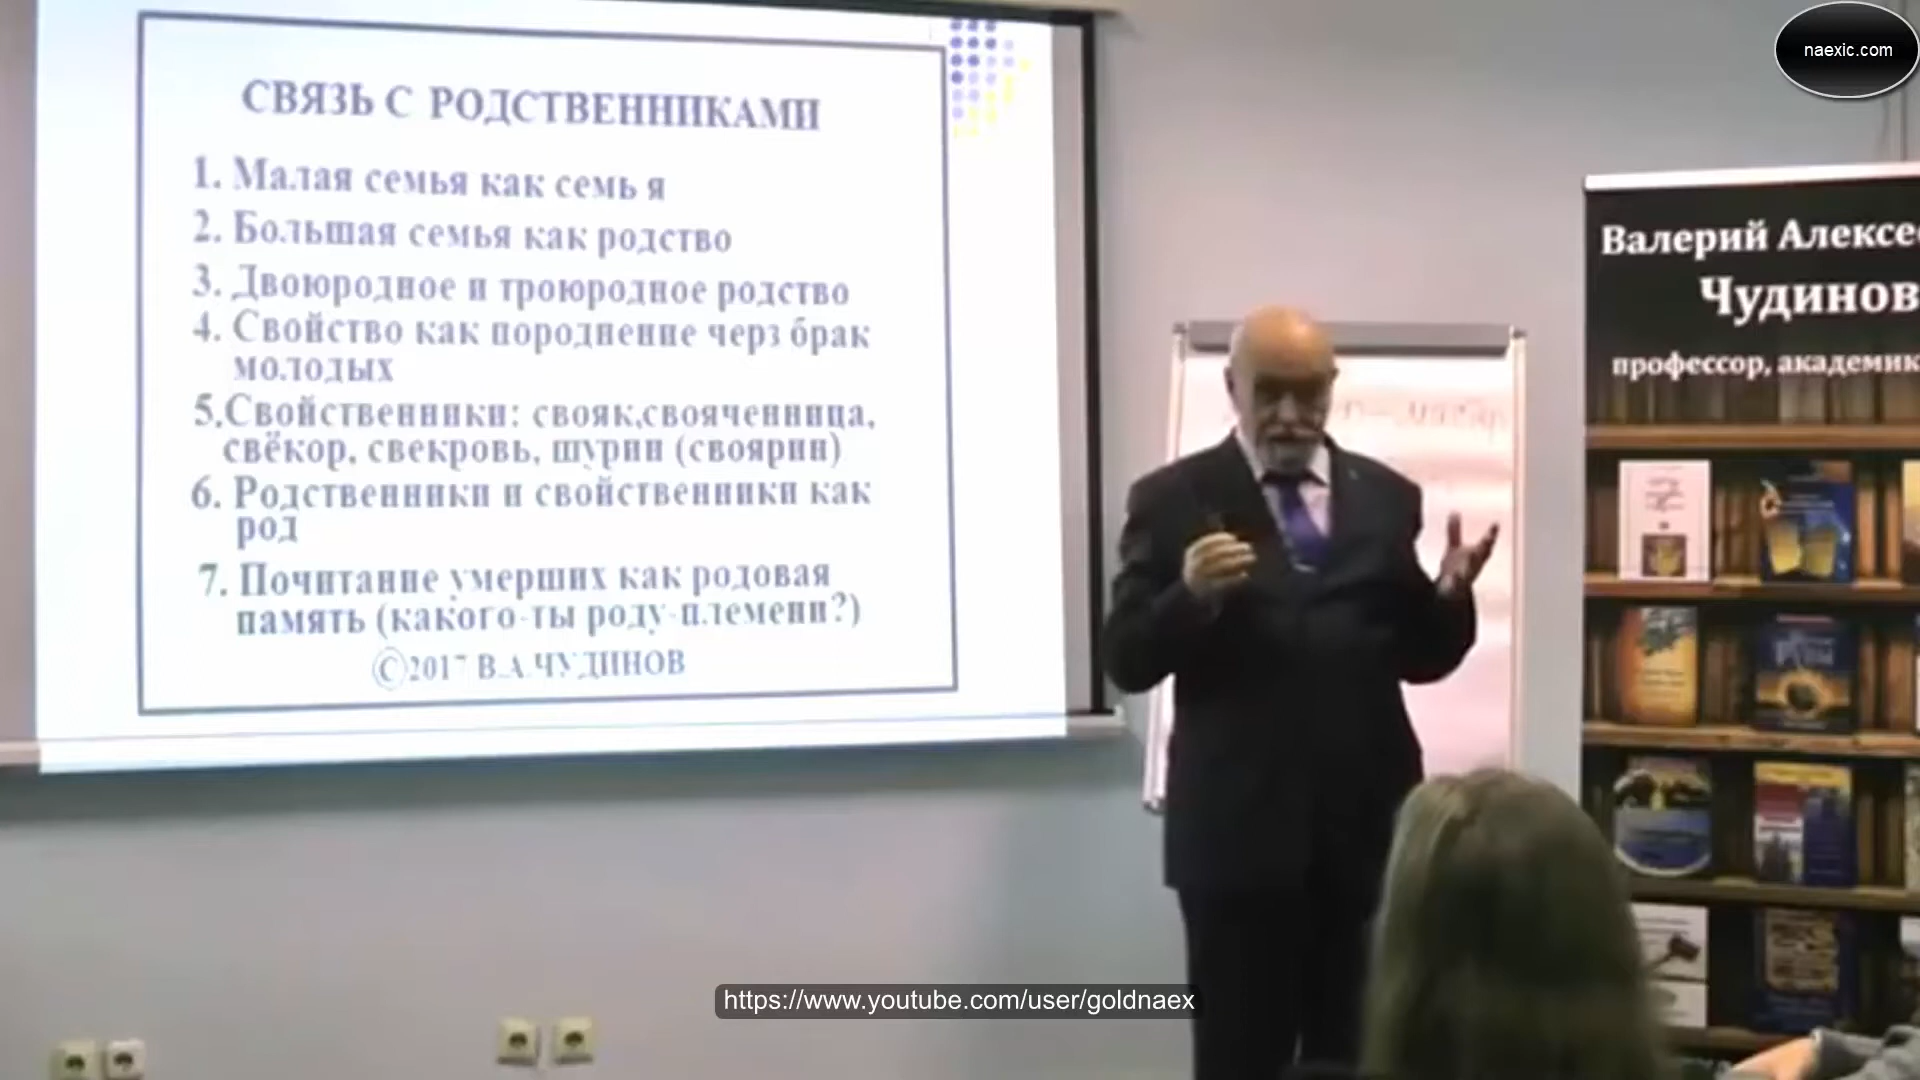 СВЯЗЬ С РОДСТВЕННИКАМИ
1. Малая семья как семь я
2. Большая семья как родство
3. Двоюродное и троюродное родство
4. Свойство как породнение черз брак
молодых
5.Свойственники: свояк,свояченница,
свёкор, свекровь, шурин (своярин)
6. Родственники и свойственники как
род
7. Почитание умерших как родовая
память (какого-ты роду-племени?)
©2017 В.А.ЧУДИНОВ
naexic.com
Валерий Алексе
Чудинов
профессор, академик
https://www.youtube.com/user/goldnaex